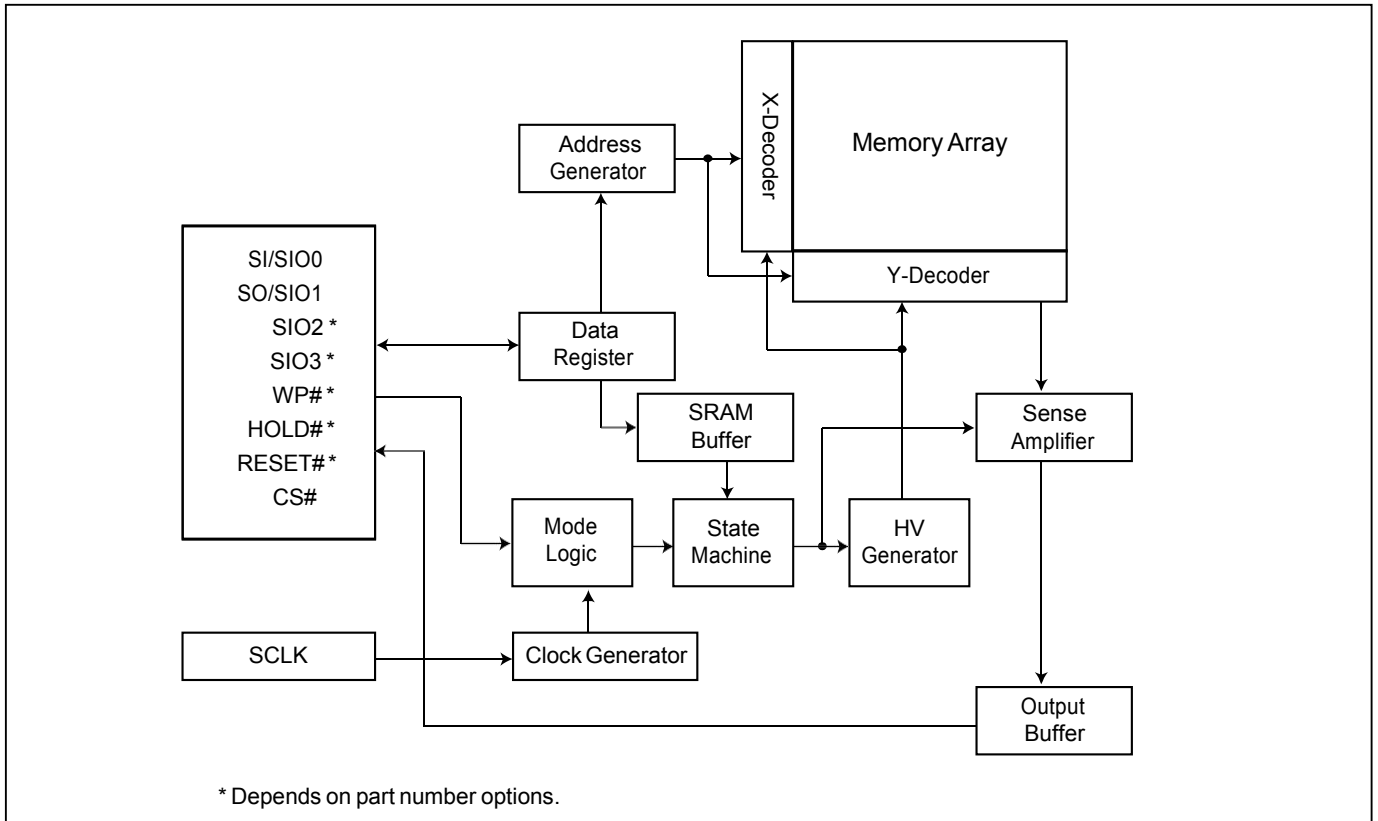 X-Decoder
Memory Array
Address
Generator
Y-Decoder
SI/SIO0
SO/SIO1
SIO2 *
SIO3 *
WP# *
HOLD# *
RESET# *
CS#
Data
Register
SRAM
Buffer
Sense
Amplifier
Mode
Logic
State
Machine
HV
Generator
SCLK
Clock Generator
Output
Buffer
* Depends on part number options.